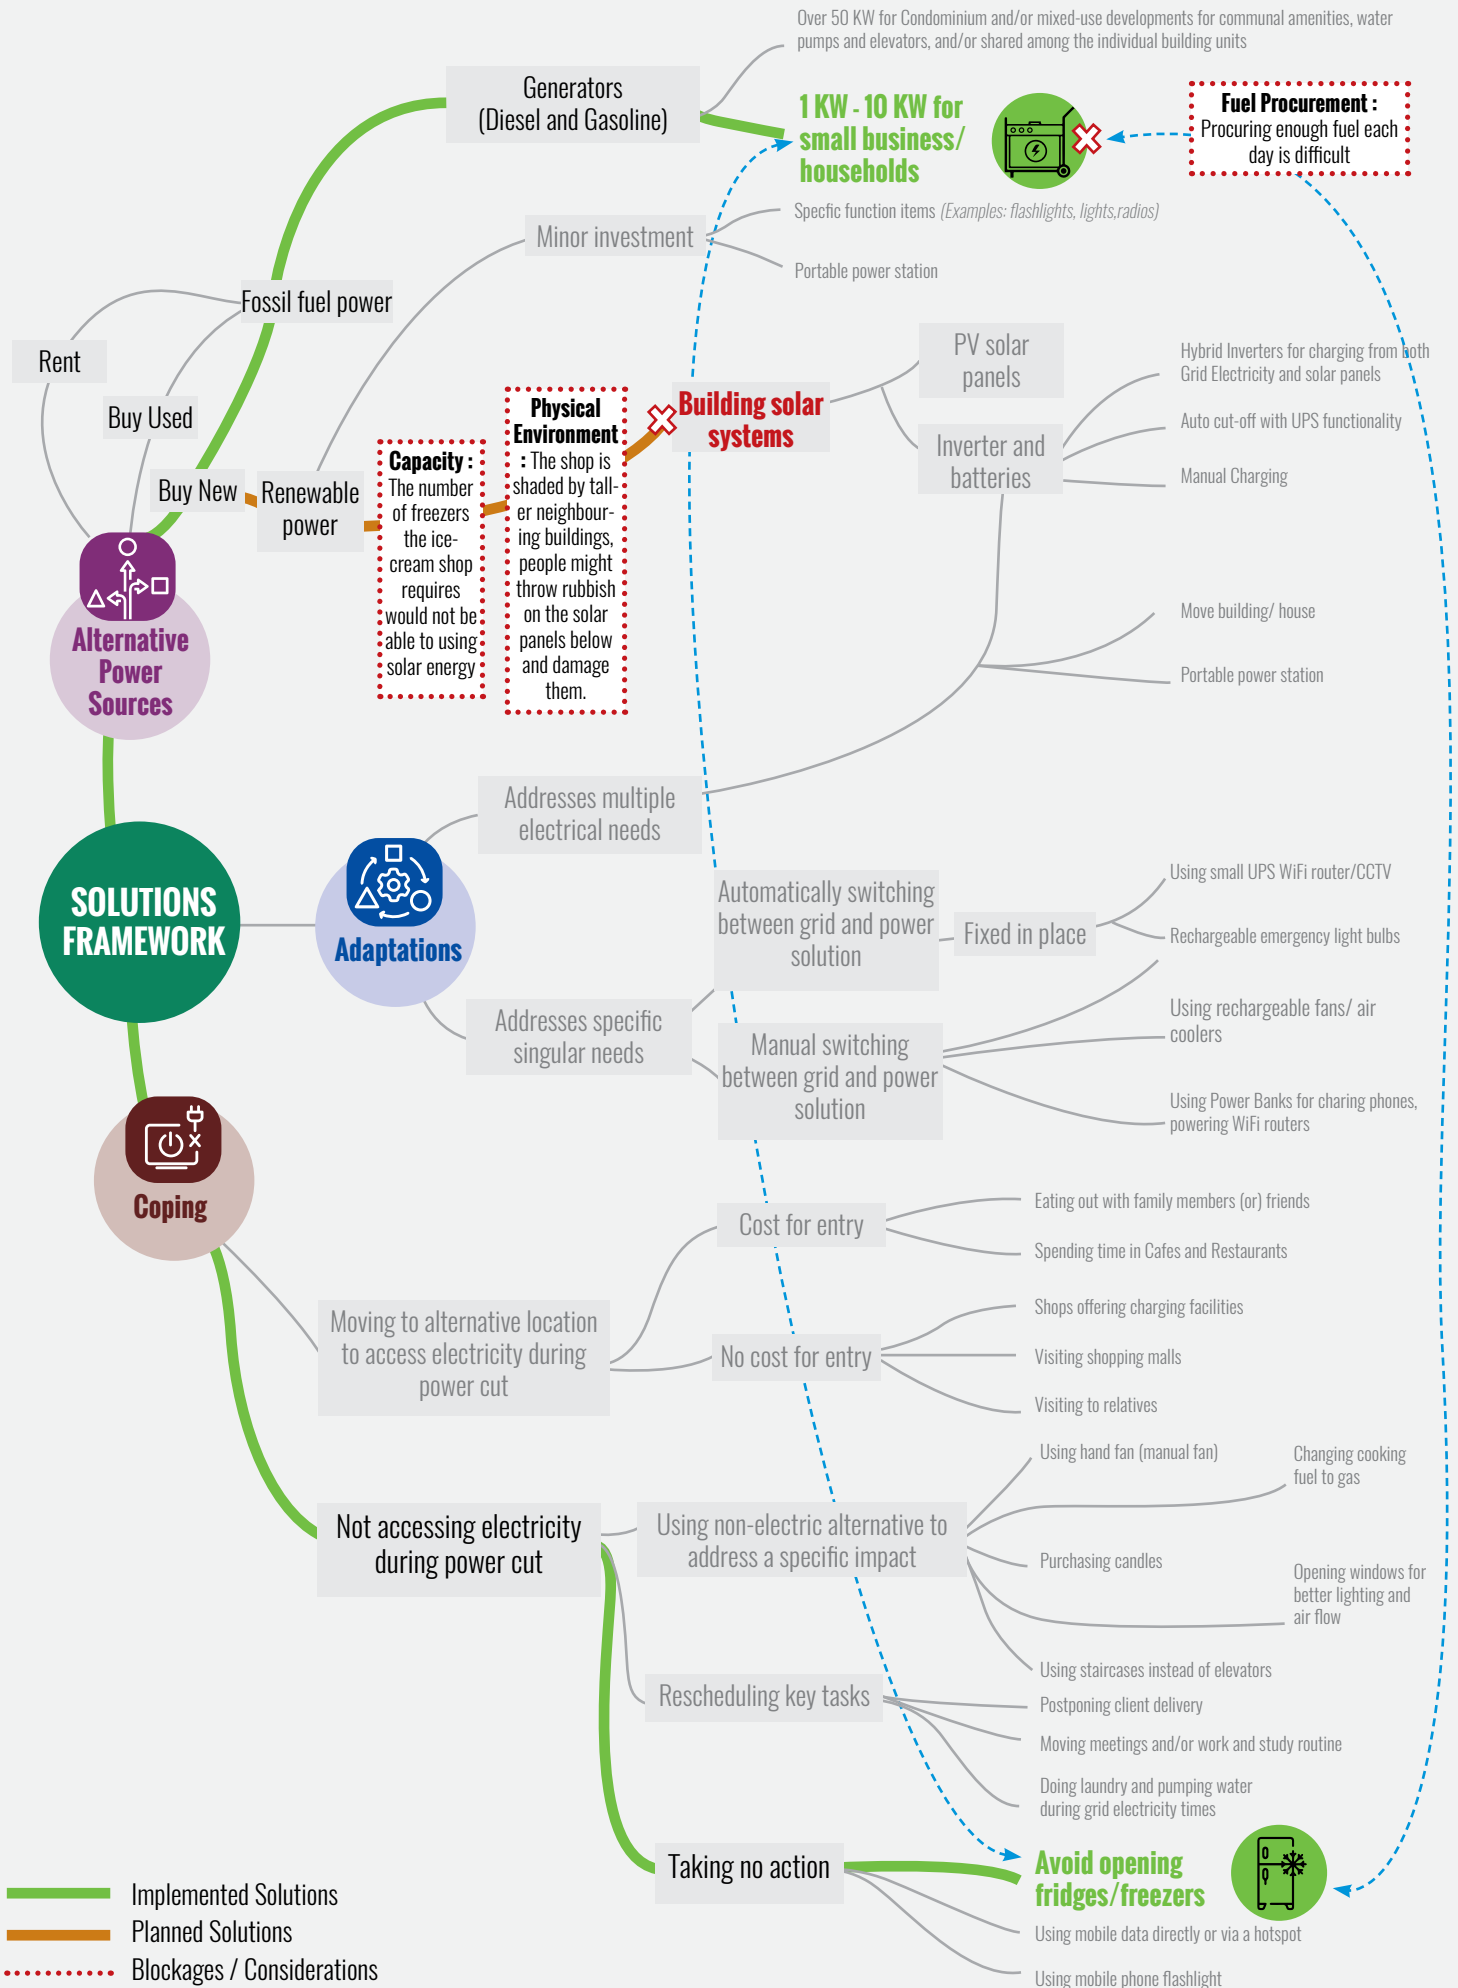 Over 50 KW for Condominium and/or mixed-use developments for communal amenities, water
pumps and elevators, and/or shared among the individual building units
Generators
(Diesel and Gasoline)
1 KW - 10 KW for
small business/
households
Fuel Procurement :
Procuring enough fuel each
day is difficult
Minor investment
Specfic function items (Examples: flashlights, lights,radios)
Portable power station
Fossil fuel power
Rent
Buy Used
Buy New
Renewable
power
Capacity :
The number
of freezers
the ice-
cream shop
requires
would not be
able to using
solar energy
Physical
Environment
: The shop is
shaded by tall-
er neighbour-
ing buildings,
people might
throw rubbish
on the solar
panels below
and damage
them.
Building solar
systems
PV solar
panels
Inverter and
batteries
Hybrid Inverters for charging from both
Grid Electricity and solar panels
Auto cut-off with UPS functionality
Manual Charging
Move building/ house
Portable power station
Alternative
Power
Sources
SOLUTIONS
FRAMEWORK
Adaptations
Addresses multiple
electrical needs
Addresses specific
singular needs
Automatically switching
between grid and power
solution
Fixed in place
Using small UPS WiFi router/CCTV
Rechargeable emergency light bulbs
Manual switching
between grid and power
solution
Using rechargeable fans/ air
coolers
Using Power Banks for charing phones,
powering WiFi routers
Coping
Moving to alternative location
to access electricity during
power cut
Cost for entry
Eating out with family members (or) friends
Spending time in Cafes and Restaurants
No cost for entry
Shops offering charging facilities
Visiting shopping malls
Visiting to relatives
Not accessing electricity
during power cut
Using non-electric alternative to
address a specific impact
Using hand fan (manual fan)
Changing cooking
fuel to gas
Purchasing candles
Opening windows for
better lighting and
air flow
Using staircases instead of elevators
Rescheduling key tasks
Postponing client delivery
Moving meetings and/or work and study routine
Doing laundry and pumping water
during grid electricity times
Taking no action
Avoid opening
fridges/freezers
Using mobile data directly or via a hotspot
Using mobile phone flashlight
Implemented Solutions
Planned Solutions
Blockages / Considerations